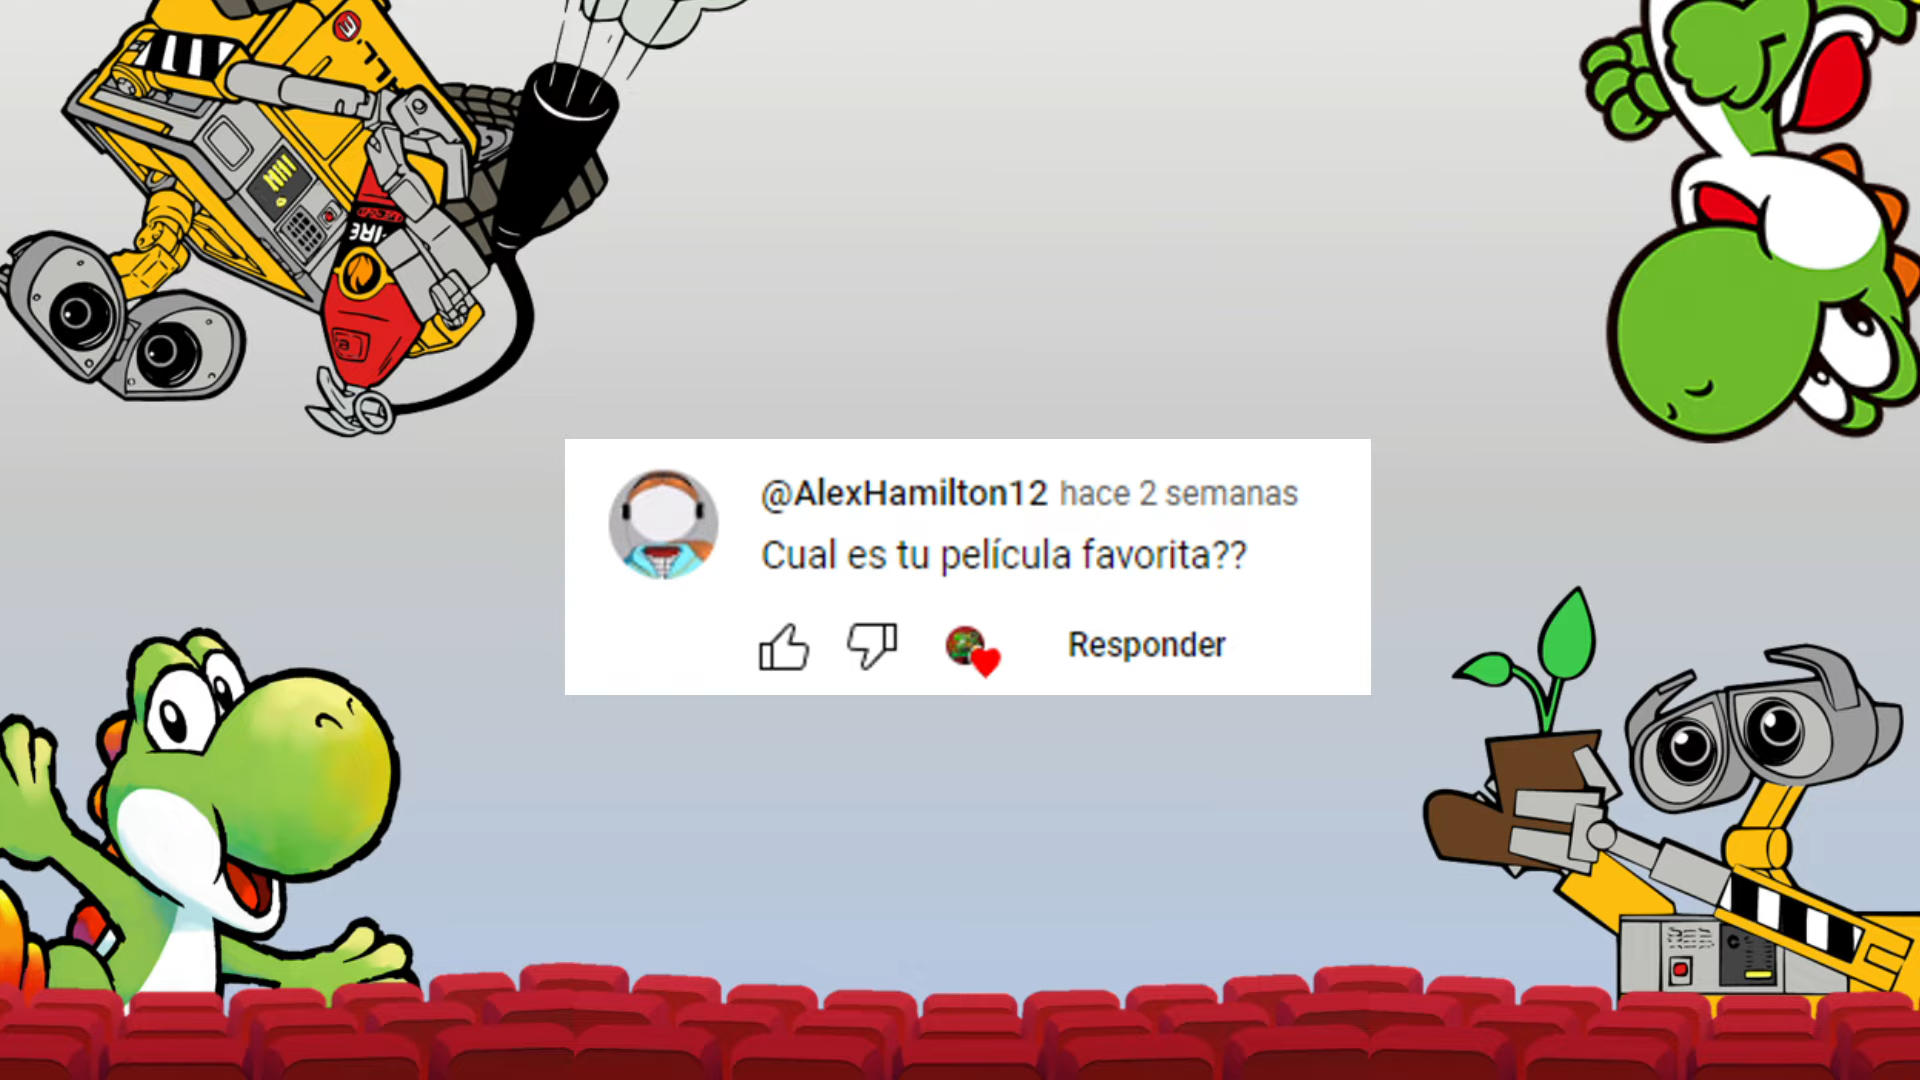 @AlexHamilton12 hace 2 semanas
Cual es tu película favorita??
Responder